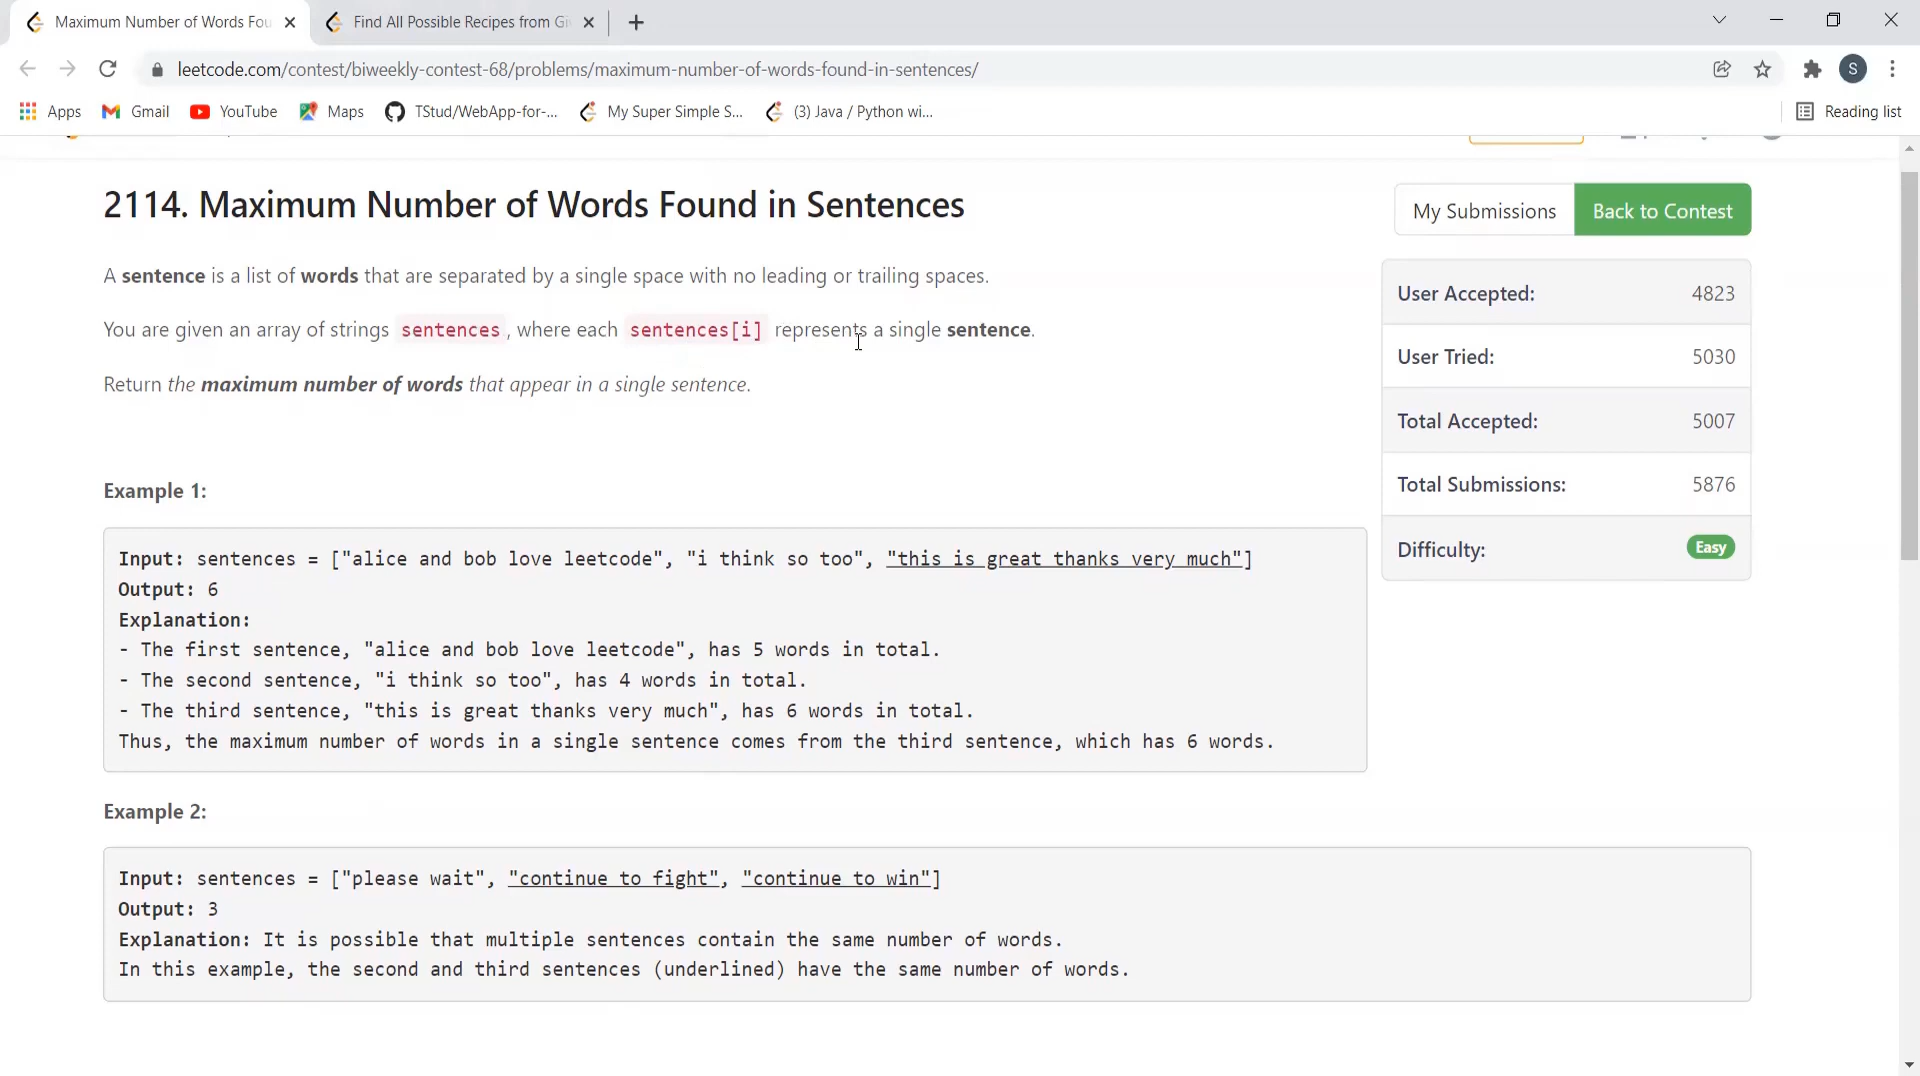 Maximum Number of Words Fou
Find All Possible Recipes from Gi
leetcode.com/contest/biweekly-contest-68/problems/maximum-number-of-words-found-in-sentences/
S
Apps
Gmail
YouTube
Maps
TStud/WebApp-for-...
My Super Simple S...
(3) Java / Python wi...
Reading list
2114. Maximum Number of Words Found in Sentences
My Submissions
Back to Contest
A sentence is a list of words that are separated by a single space with no leading or trailing spaces.
You are given an array of strings sentences, where each sentences[i] represents a single sentence.
Return the maximum number of words that appear in a single sentence.
User Accepted: 4823
User Tried: 5030
Total Accepted: 5007
Total Submissions: 5876
Difficulty: Easy
Example 1:
Input: sentences = ["alice and bob love leetcode", "i think so too", "this is great thanks very much"]
Output: 6
Explanation:
- The first sentence, "alice and bob love leetcode", has 5 words in total.
- The second sentence, "i think so too", has 4 words in total.
- The third sentence, "this is great thanks very much", has 6 words in total.
Thus, the maximum number of words in a single sentence comes from the third sentence, which has 6 words.
Example 2:
Input: sentences = ["please wait", "continue to fight", "continue to win"]
Output: 3
Explanation: It is possible that multiple sentences contain the same number of words.
In this example, the second and third sentences (underlined) have the same number of words.